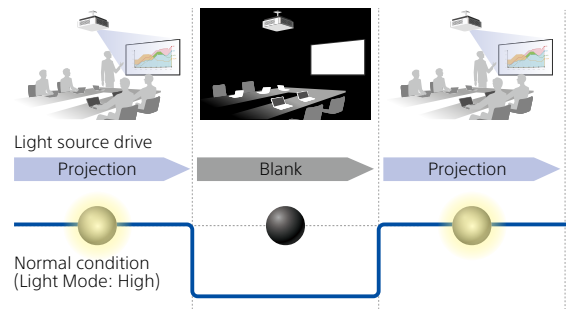 Light source drive
Projection
Blank
Projection
Normal condition
(Light Mode: High)